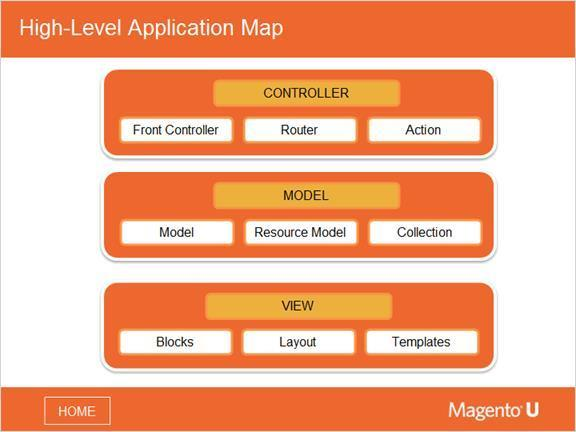 High-Level Application Map
CONTROLLER
Front Controller Router Action
MODEL
Model Resource Model Collection
VIEW
Blocks Layout Templates
HOME Magento® U